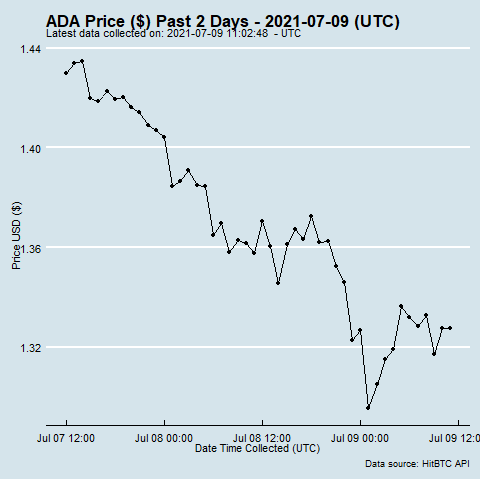 ADA Price ($) Past 2 Days - 2021-07-09 (UTC)
Latest data collected on: 2021-07-09 11:02:48 - UTC
1.44
1.40
1.36
1.32
Price USD ($)
Jul 07 12:00 Jul 08 00:00 Jul 08 12:00 Jul 09 00:00 Jul 09 12:00
Date Time Collected (UTC)
Data source: HitBTC API